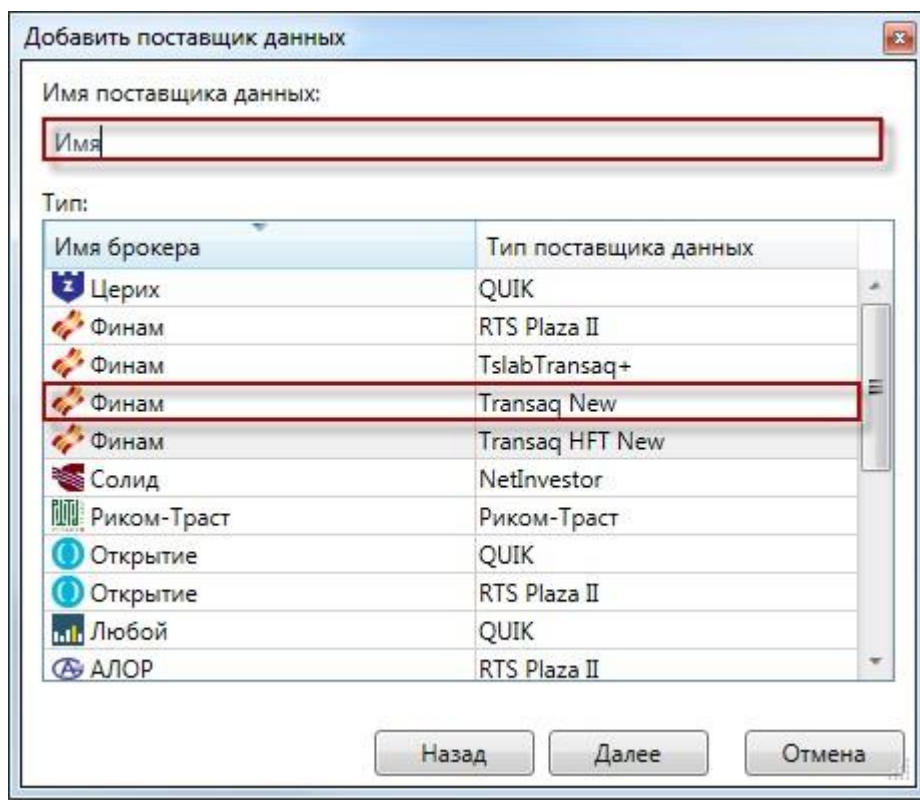 Добавить поставщик данных
Имя поставщика данных:
Имя
Тип:
Имя брокера Тип поставщика данных
Церих QUIK
Финам RTS Plaza II
Финам TslabTransaq+
Финам Transaq New
Финам Transaq HFT New
Солид NetInvestor
Риком-Траст Риком-Траст
Открытие QUIK
Открытие RTS Plaza II
Любой QUIK
АЛОР RTS Plaza II
Назад Далее Отмена